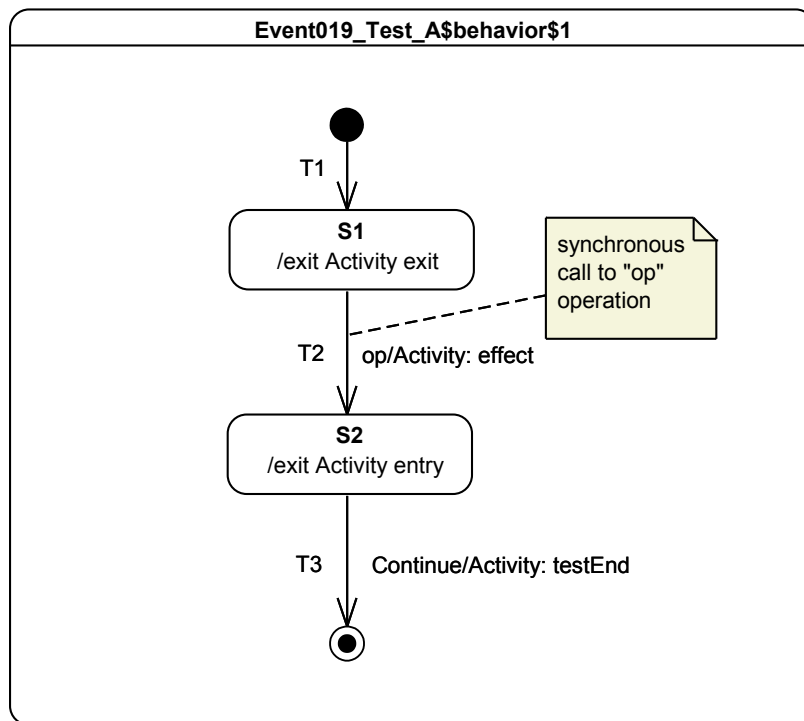 Event019_Test_A$behavior$1
T1
S1
/exit Activity exit
synchronous
call to "op"
operation
T2
op/Activity: effect
S2
/exit Activity entry
T3
Continue/Activity: testEnd